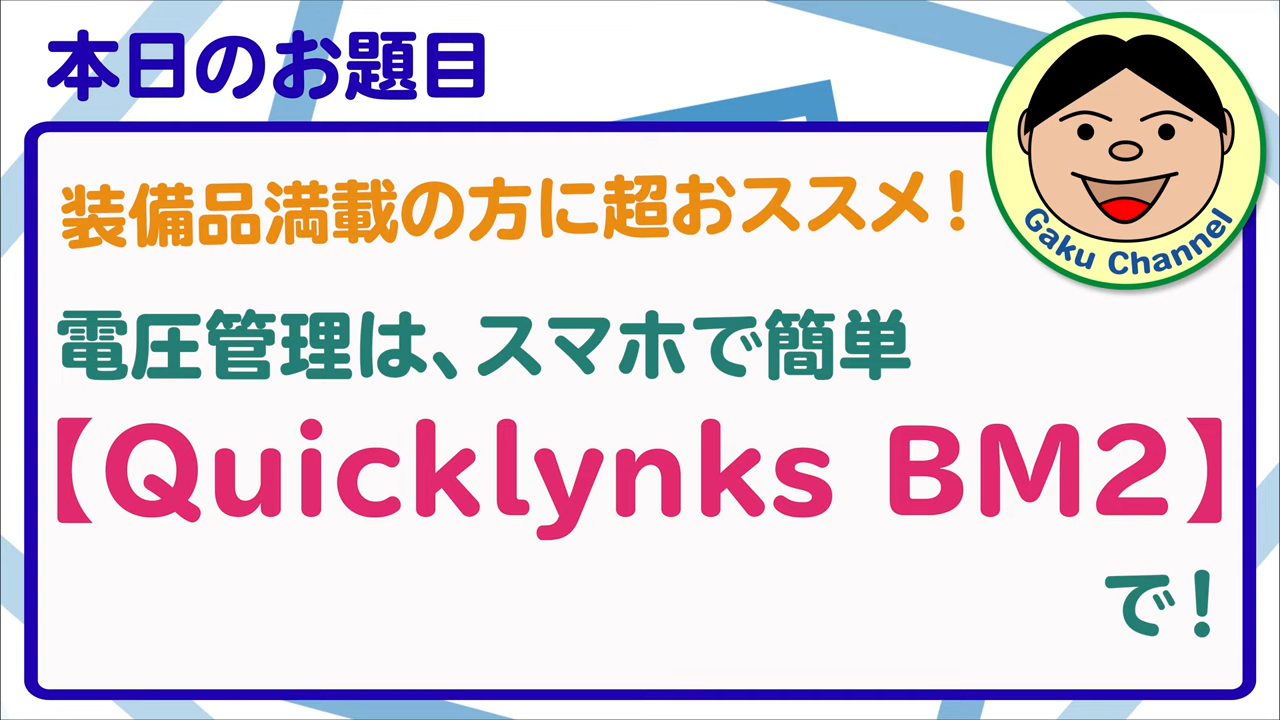 本日のお題目
装備品満載の方に超おススメ！
電圧管理は、スマホで簡単
【Quicklynks BM2】
で！
Gaku Channel